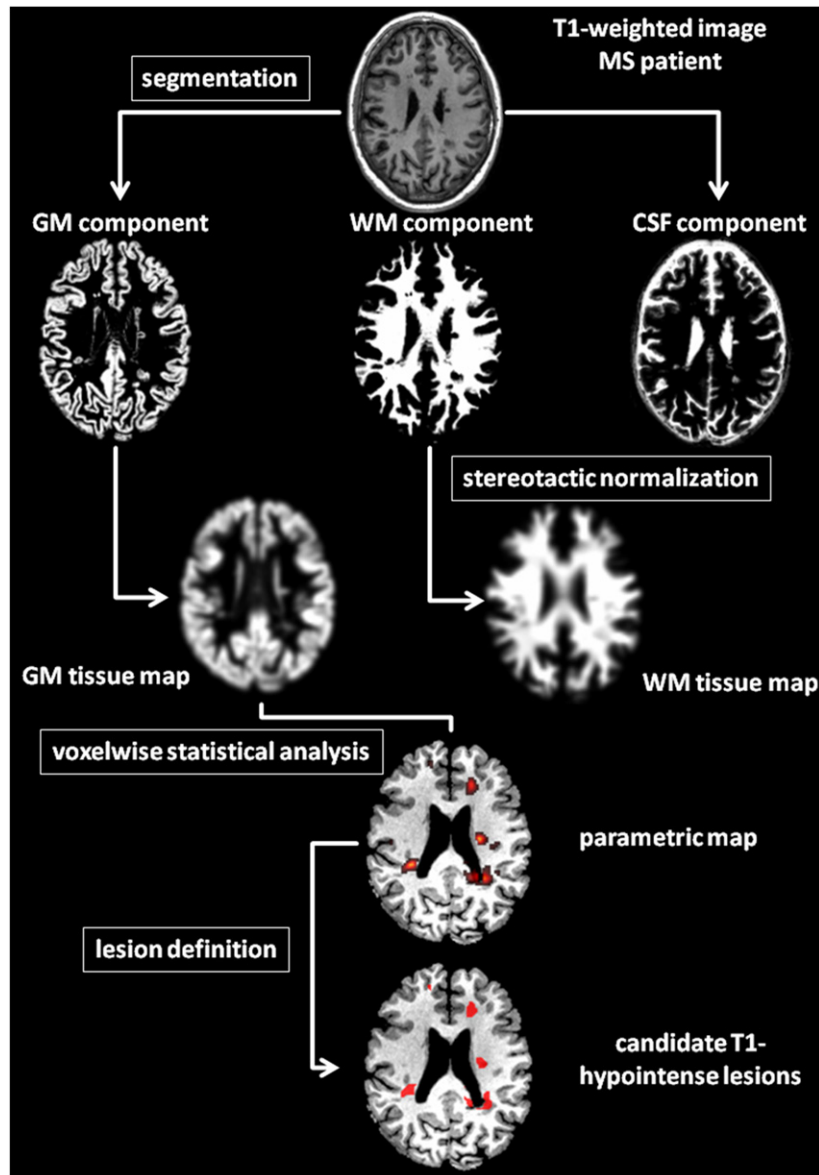 T1-weighted image
MS patient
segmentation
GM component
WM component
CSF component
stereotactic normalization
GM tissue map
WM tissue map
voxelwise statistical analysis
parametric map
lesion definition
candidate T1-
hypointense lesions